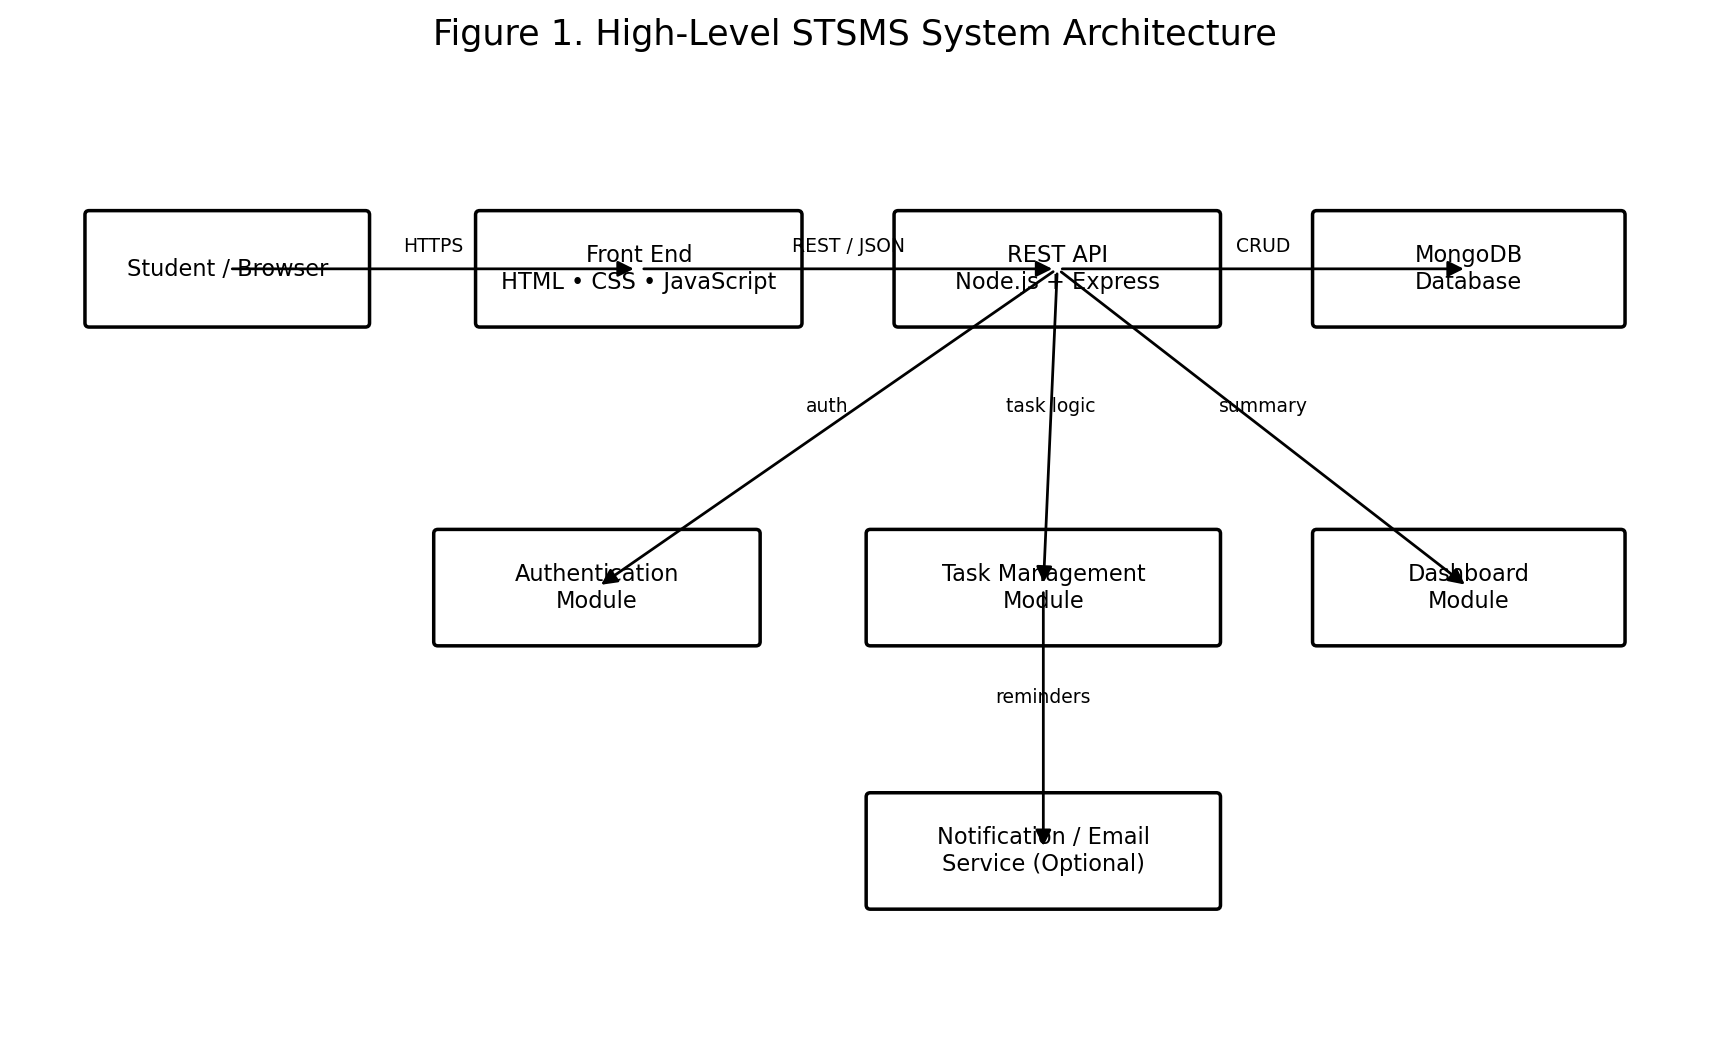 Figure 1. High-Level STSMS System Architecture
Student / Browser
HTTPS
Front End
HTML • CSS • JavaScript
REST / JSON
REST API
Node.js + Express
CRUD
MongoDB
Database
auth
task logic
summary
Authentication
Module
Task Management
Module
Dashboard
Module
reminders
Notification / Email
Service (Optional)